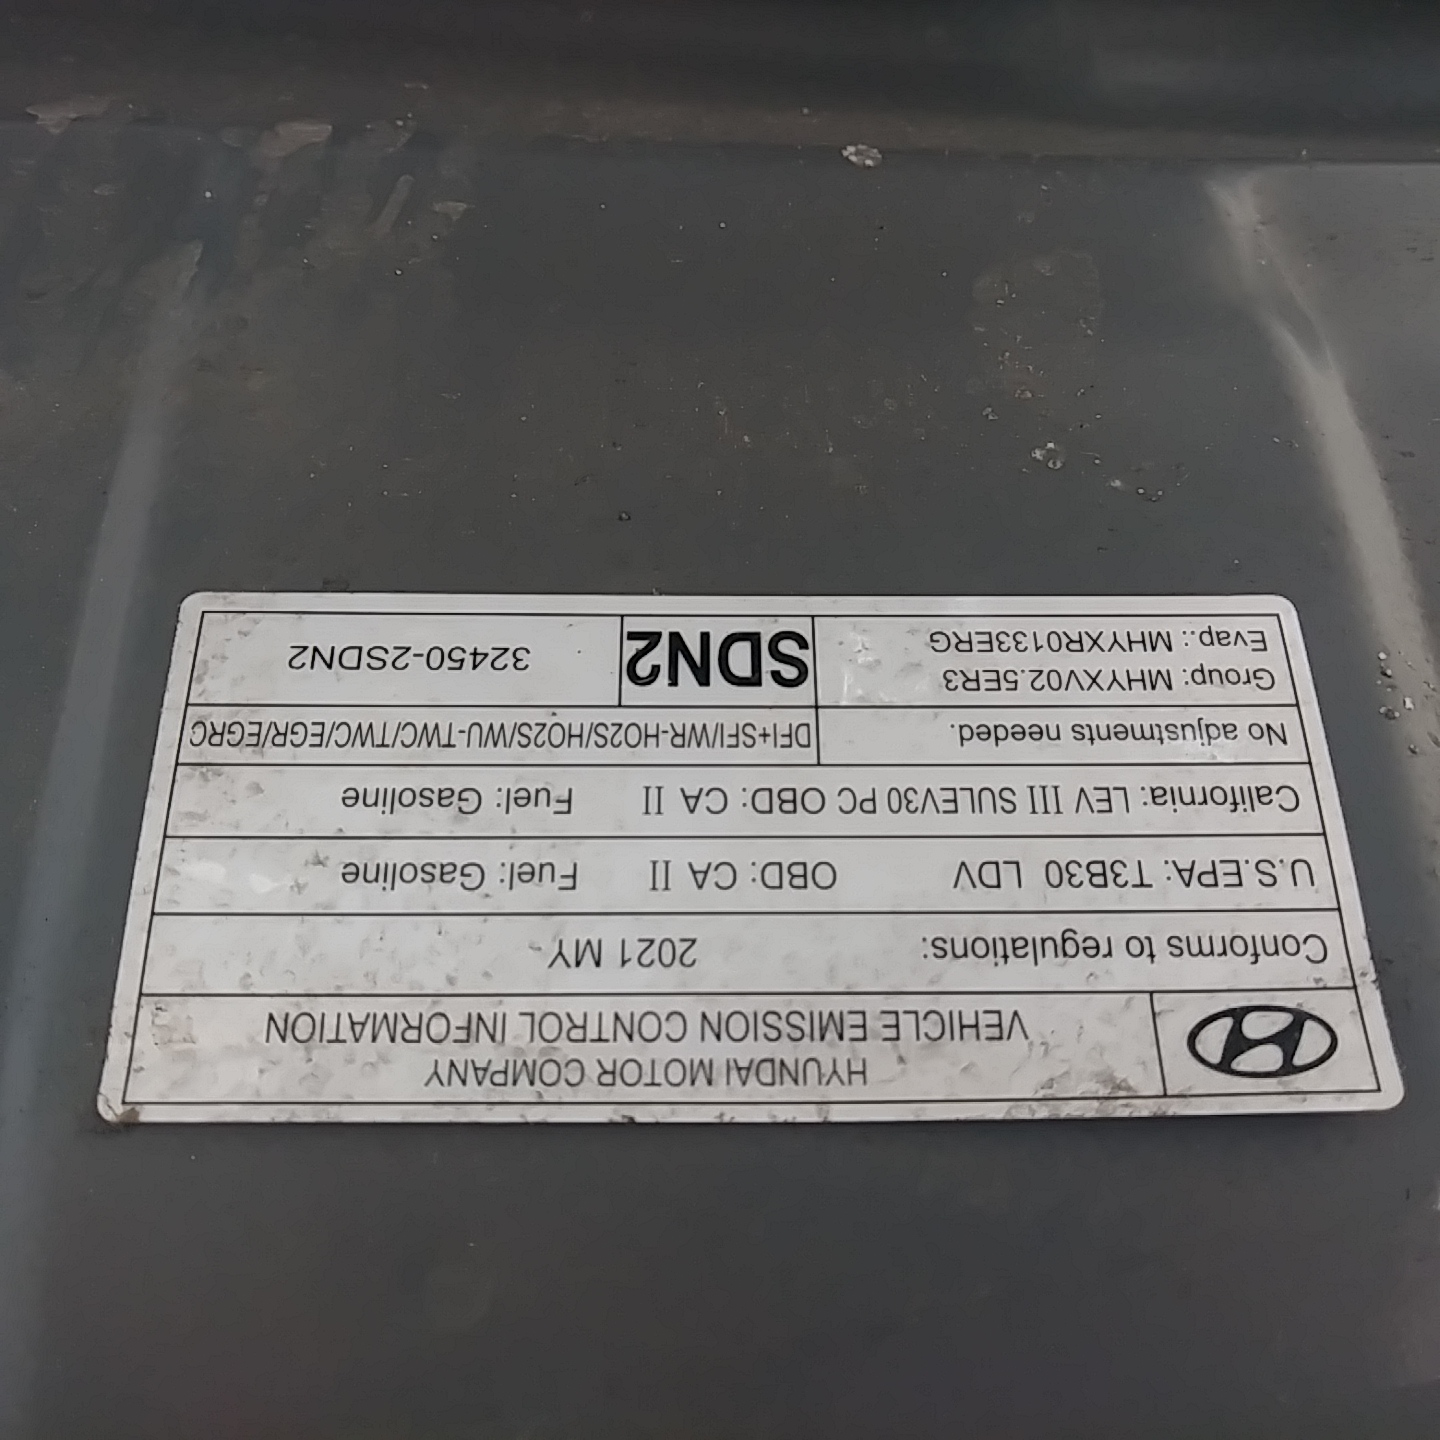 HYUNDAI MOTOR COMPANY
VEHICLE EMISSION CONTROL INFORMATION
Conforms to regulations: 2021 MY
U.S.EPA: T3B30 LDV OBD: CA II Fuel: Gasoline
California: LEV III SULEV30 PC OBD: CA II Fuel: Gasoline
No adjustments needed. DFI+SFI/WR-HO2S/HO2S/WU-TWC/TWC/EGR/EGRC
Group: MHYXV02.5ER3
Evap.: MHYXR0133ERG
SDN2
32450-2SDN2